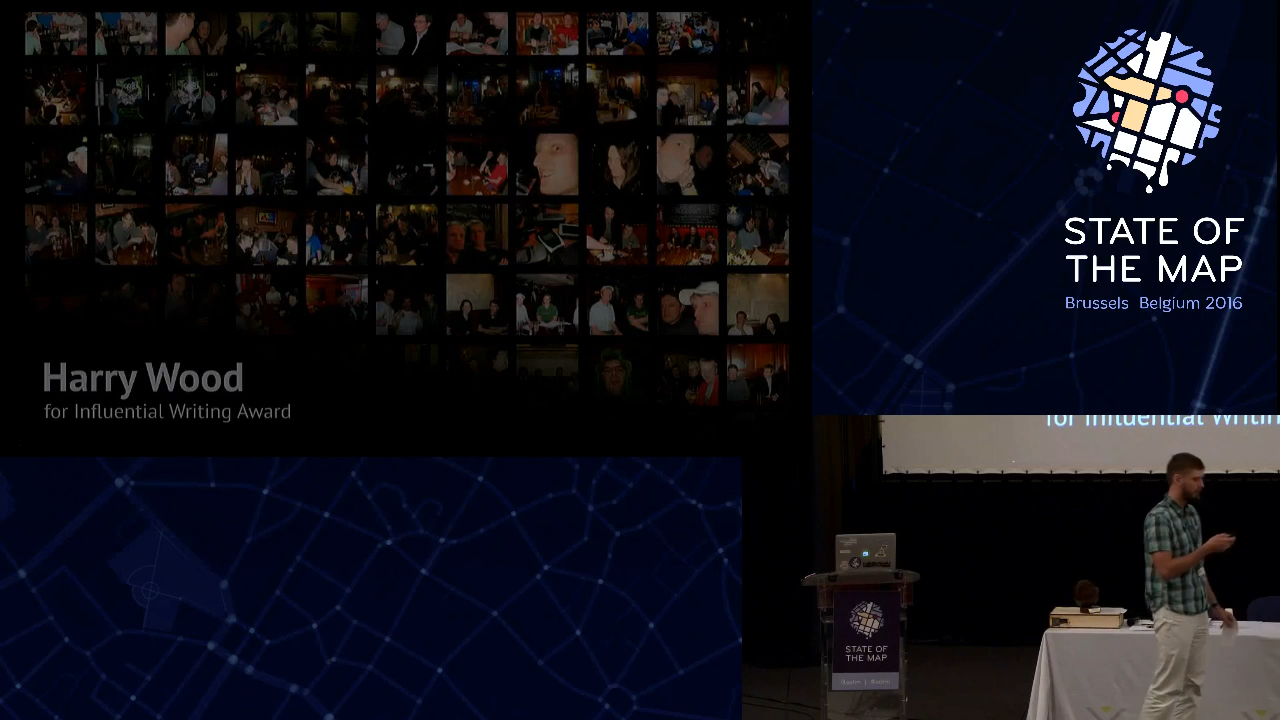 Harry Wood
for Influential Writing Award
STATE OF
THE MAP
Brussels Belgium 2016
for Influential Writin
STATE OF
THE MAP